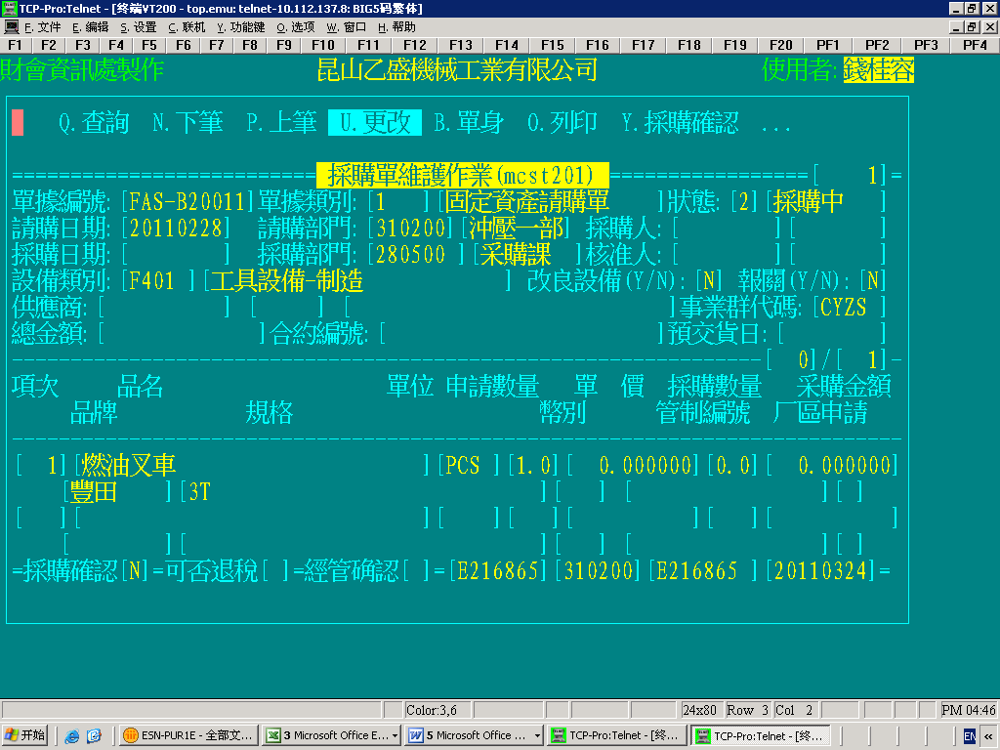 TCP-Pro:Telnet - [终端VT200 - top.emu: telnet-10.112.137.8: BIG5码繁体]
F. 文件 E. 编辑 S. 设置 C. 联机 Y. 功能键 O. 选项 W. 窗口 H. 帮助
F1 F2 F3 F4 F5 F6 F7 F8 F9 F10 F11 F12 F13 F14 F15 F16 F17 F18 F19 F20 PF1 PF2 PF3 PF4
財會資訊處製作 昆山乙盛機械工業有限公司 使用者: 錢桂容
Q.查詢 N.下筆 P.上筆 U.更改 B.單身 O.列印 Y.採購確認 ...
==========================採購單維護作業(mcst201)=================[ 1]=
單據編號: [FAS-B20011]單據類別: [1 ][固定資產請購單 ]狀態: [2][採購中 ]
請購日期: [20110228] 請購部門: [310200][沖壓一部] 採購人: [ ][ ]
採購日期: [ ] 採購部門: [280500 ][采購課 ]核准人: [ ][ ]
設備類別: [F401 ][工具設備-制造 ] 改良設備(Y/N): [N] 報關(Y/N): [N]
供應商: [ ] [ ] [ ]事業群代碼: [CYZS ]
總金額: [ ]合約編號: [ ]預交貨日: [ ]
----------------------------------------------------------------[ 0]/[ 1]-
項次 品名 單位 申請數量 單 價 採購數量 采購金額
品牌 規格 幣別 管制編號 厂區申請
----------------------------------------------------------------------------
[ 1][燃油叉車 ][PCS ][1.0][ 0.000000][0.0][ 0.000000]
[豐田 ][3T ][ ] [ ][ ]
[ ][ ][ ][ ][ ][ ][ ]
[ ][ ][ ] [ ][ ]
=採購確認[N]=可否退稅[ ]=經管确認[ ]=[E216865][310200][E216865 ][20110324]=
Color:3,6 24x80 Row 3 Col 2 PM 04:46
开始 ESN-PUR1E - 全部文... 3 Microsoft Office E... 5 Microsoft Office ... TCP-Pro:Telnet - [终... TCP-Pro:Telnet - [终... EN «